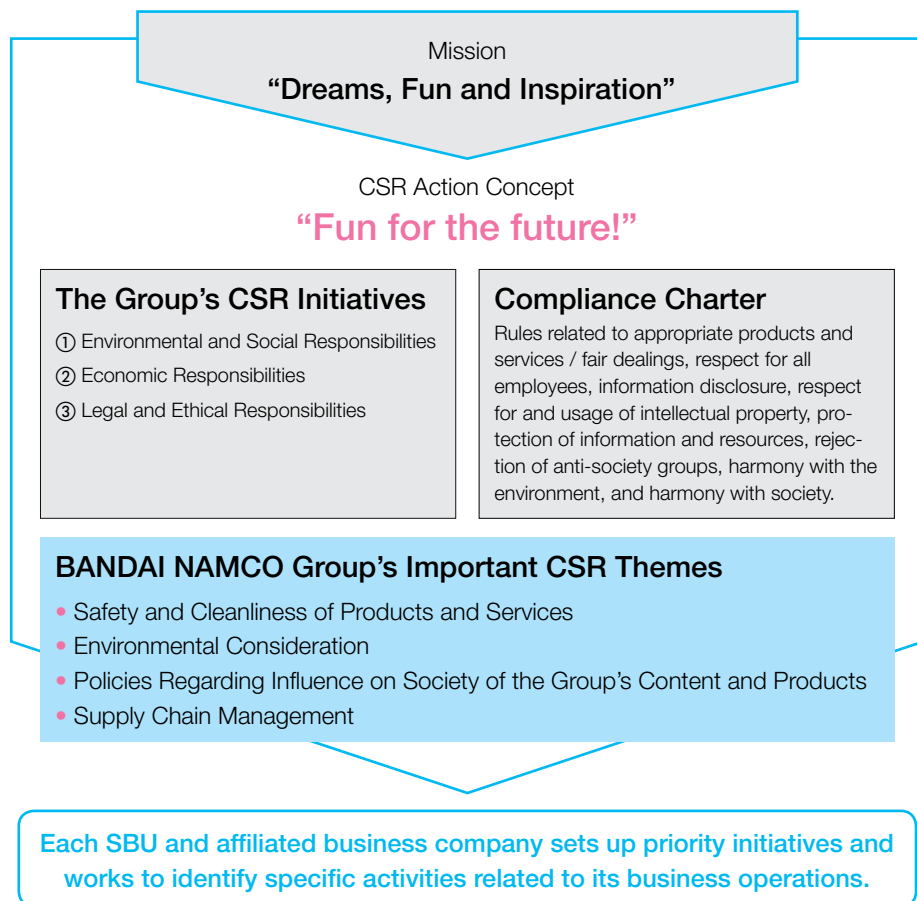 Mission
“Dreams, Fun and Inspiration”
CSR Action Concept
“Fun for the future!”
The Group’s CSR Initiatives
① Environmental and Social Responsibilities
② Economic Responsibilities
③ Legal and Ethical Responsibilities
Compliance Charter
Rules related to appropriate products and
services / fair dealings, respect for all
employees, information disclosure, respect
for and usage of intellectual property, pro-
tection of information and resources, rejec-
tion of anti-society groups, harmony with the
environment, and harmony with society.
BANDAI NAMCO Group’s Important CSR Themes
• Safety and Cleanliness of Products and Services
• Environmental Consideration
• Policies Regarding Influence on Society of the Group’s Content and Products
• Supply Chain Management
Each SBU and affiliated business company sets up priority initiatives and
works to identify specific activities related to its business operations.